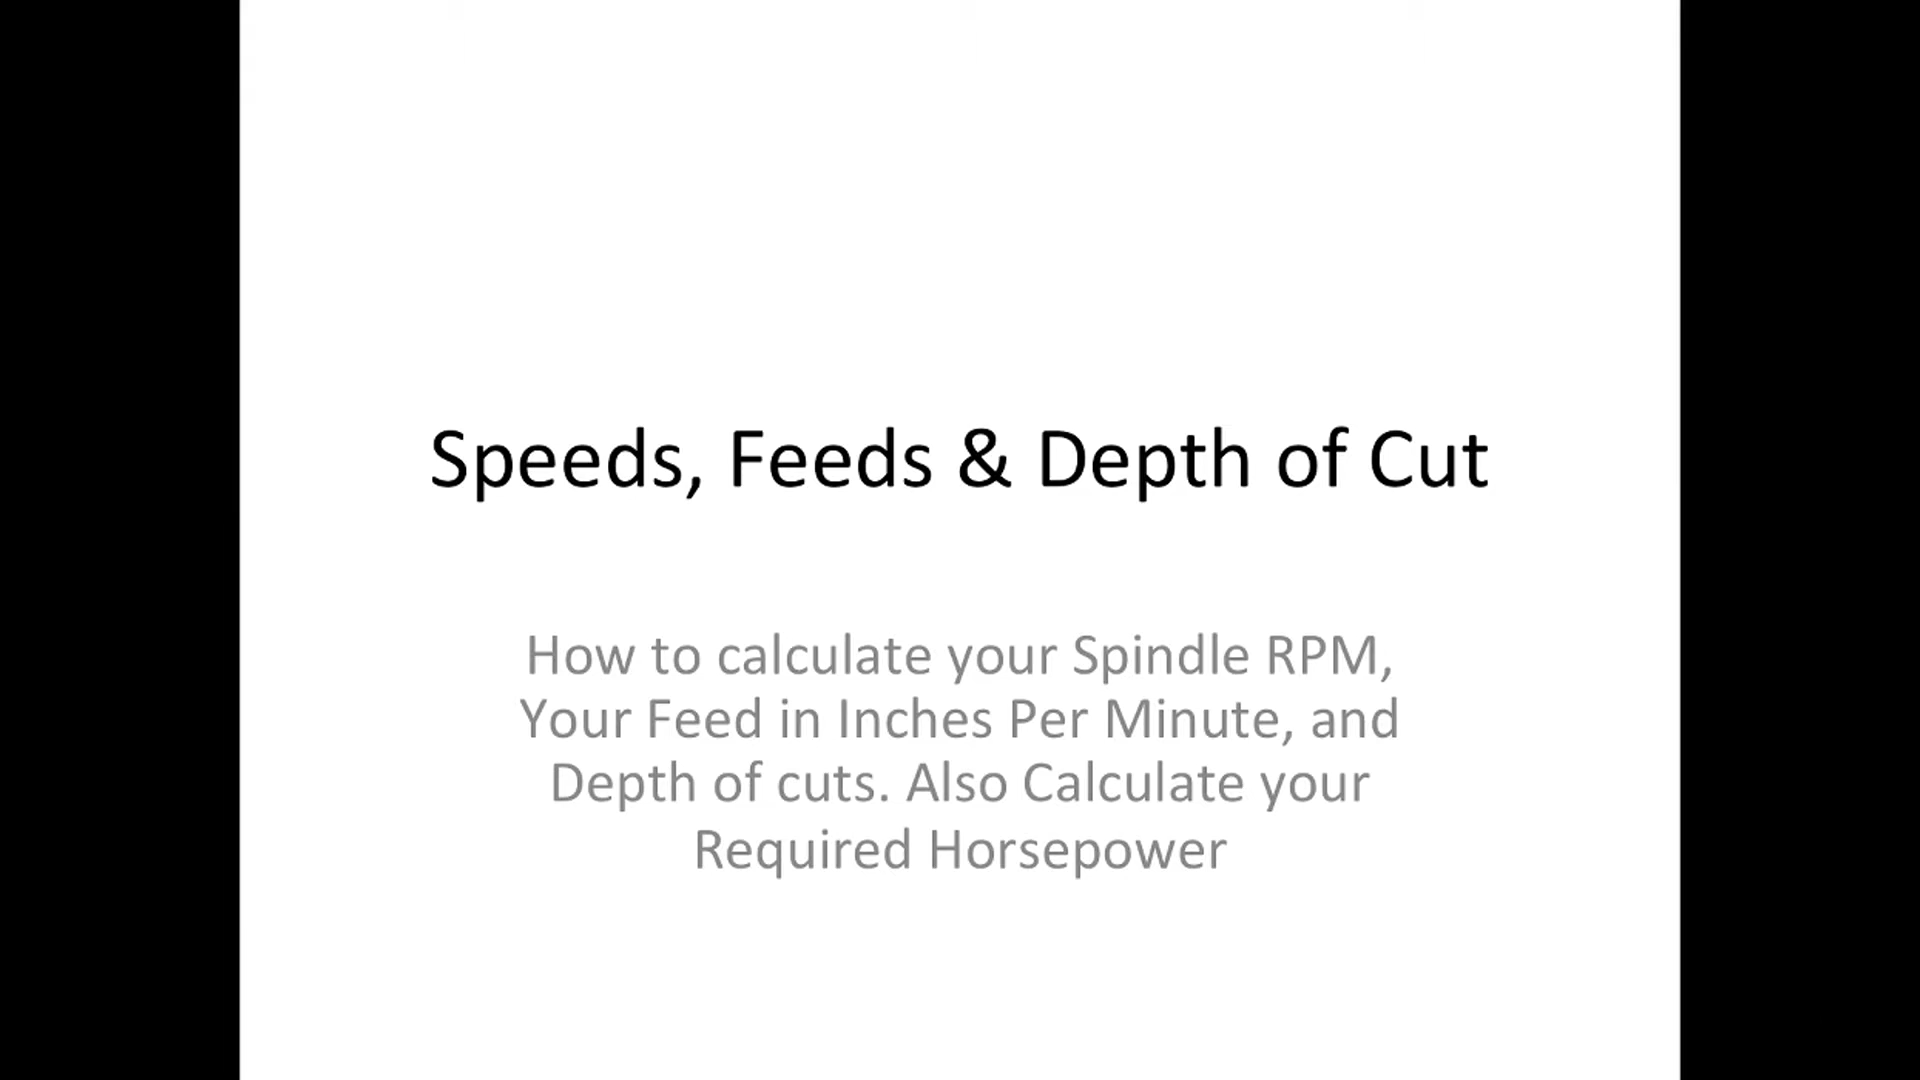 Speeds, Feeds & Depth of Cut
How to calculate your Spindle RPM,
Your Feed in Inches Per Minute, and
Depth of cuts. Also Calculate your
Required Horsepower